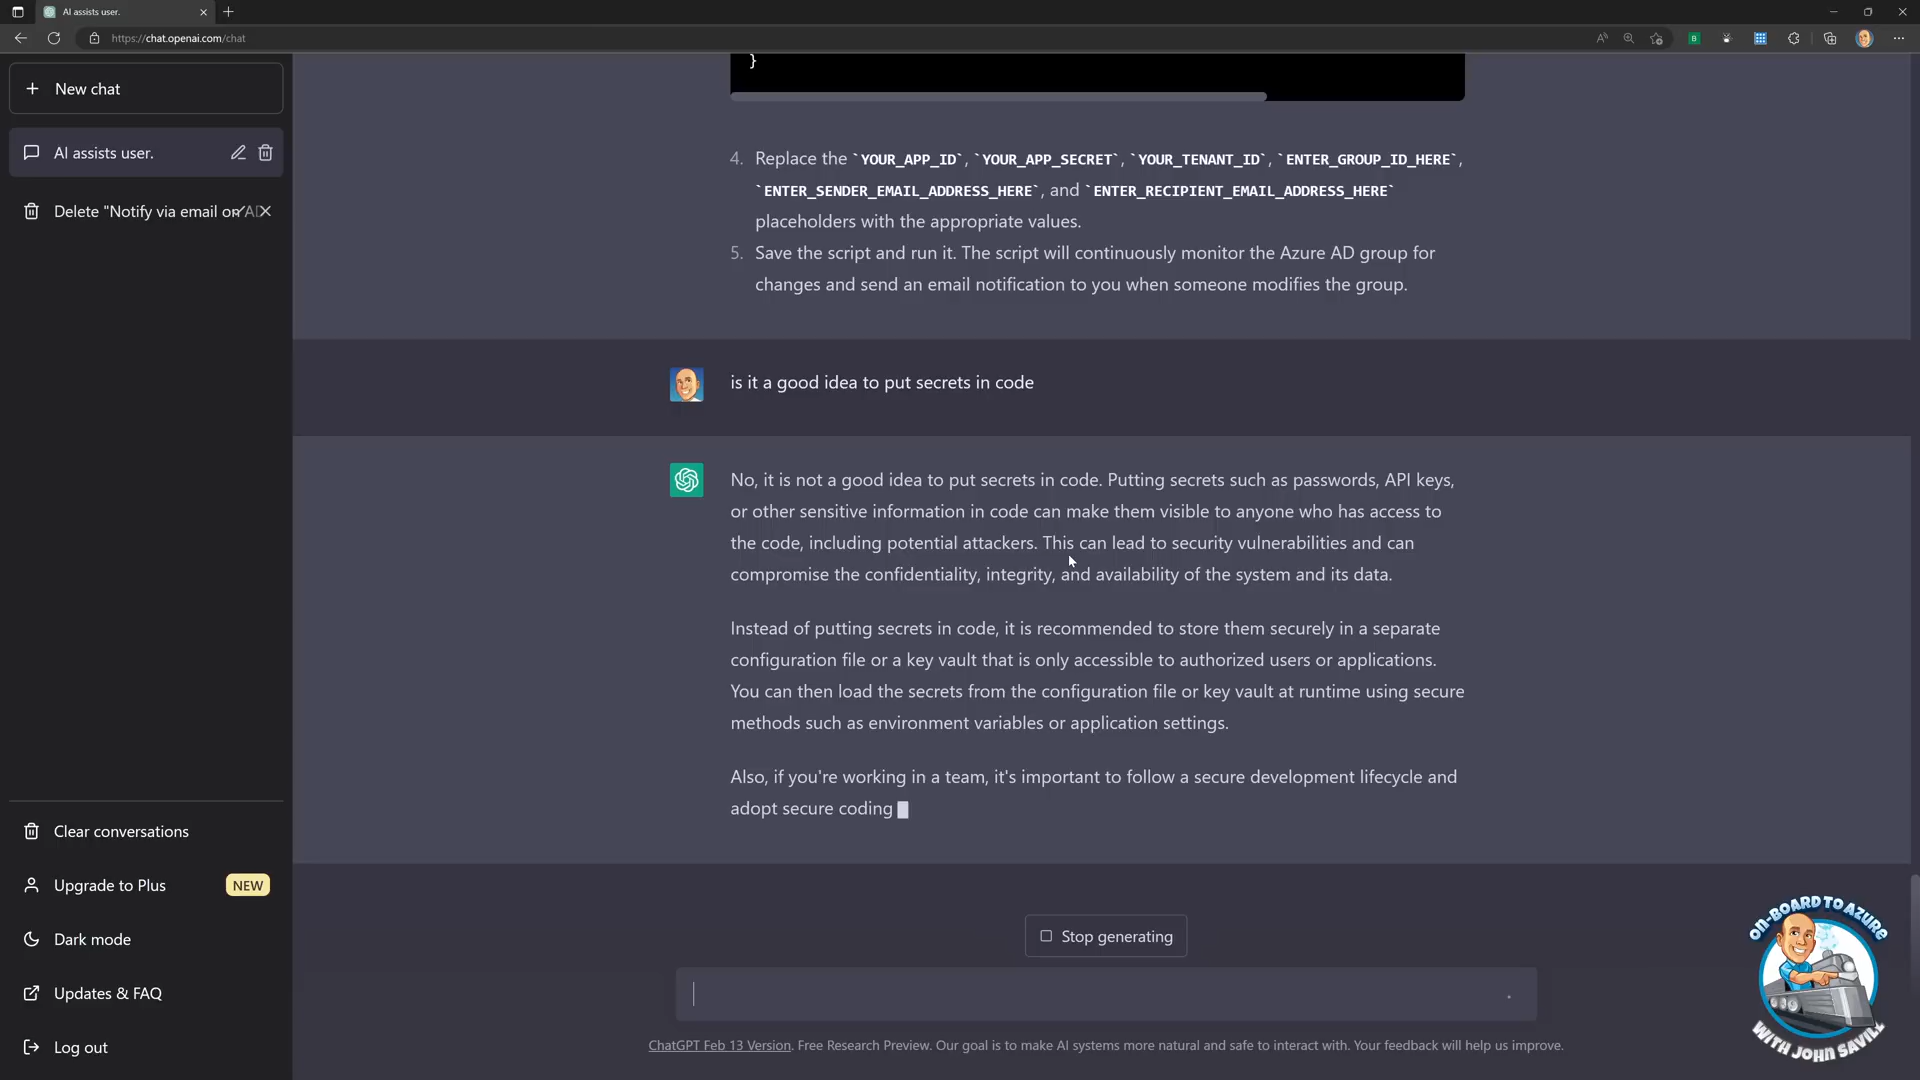 AI assists user.
https://chat.openai.com/chat
New chat
AI assists user.
Delete "Notify via email on AD
Clear conversations
Upgrade to Plus
NEW
Dark mode
Updates & FAQ
Log out
}
4. Replace the `YOUR_APP_ID`, `YOUR_APP_SECRET`, `YOUR_TENANT_ID`, `ENTER_GROUP_ID_HERE`,
`ENTER_SENDER_EMAIL_ADDRESS_HERE`, and `ENTER_RECIPIENT_EMAIL_ADDRESS_HERE`
placeholders with the appropriate values.
5. Save the script and run it. The script will continuously monitor the Azure AD group for
changes and send an email notification to you when someone modifies the group.
is it a good idea to put secrets in code
No, it is not a good idea to put secrets in code. Putting secrets such as passwords, API keys,
or other sensitive information in code can make them visible to anyone who has access to
the code, including potential attackers. This can lead to security vulnerabilities and can
compromise the confidentiality, integrity, and availability of the system and its data.
Instead of putting secrets in code, it is recommended to store them securely in a separate
configuration file or a key vault that is only accessible to authorized users or applications.
You can then load the secrets from the configuration file or key vault at runtime using secure
methods such as environment variables or application settings.
Also, if you're working in a team, it's important to follow a secure development lifecycle and
adopt secure coding
Stop generating
ChatGPT Feb 13 Version. Free Research Preview. Our goal is to make AI systems more natural and safe to interact with. Your feedback will help us improve.
ON-BOARD TO AZURE
WITH JOHN SAVILL